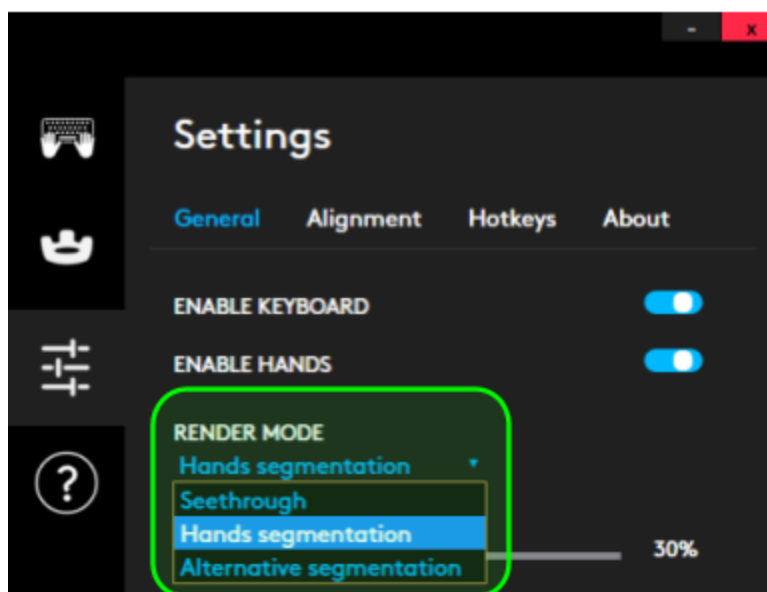 - x
Settings
General Alignment Hotkeys About
ENABLE KEYBOARD
ENABLE HANDS
RENDER MODE
Hands segmentation
Seethrough
Hands segmentation
Alternative segmentation
30%
?